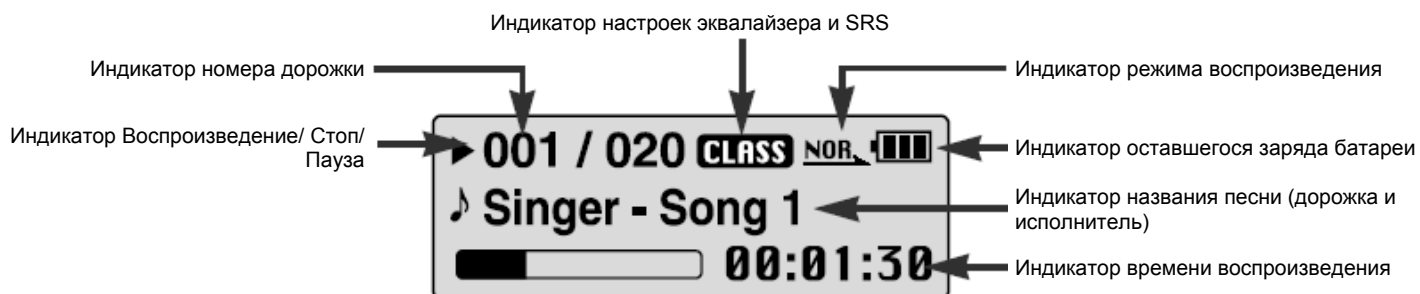 Индикатор настроек эквалайзера и SRS
Индикатор номера дорожки
Индикатор режима воспроизведения
Индикатор Воспроизведение/ Стоп/
Пауза
001 / 020 CLASS NOR.
Индикатор оставшегося заряда батареи
♪ Singer - Song 1
Индикатор названия песни (дорожка и
исполнитель)
00:01:30
Индикатор времени воспроизведения